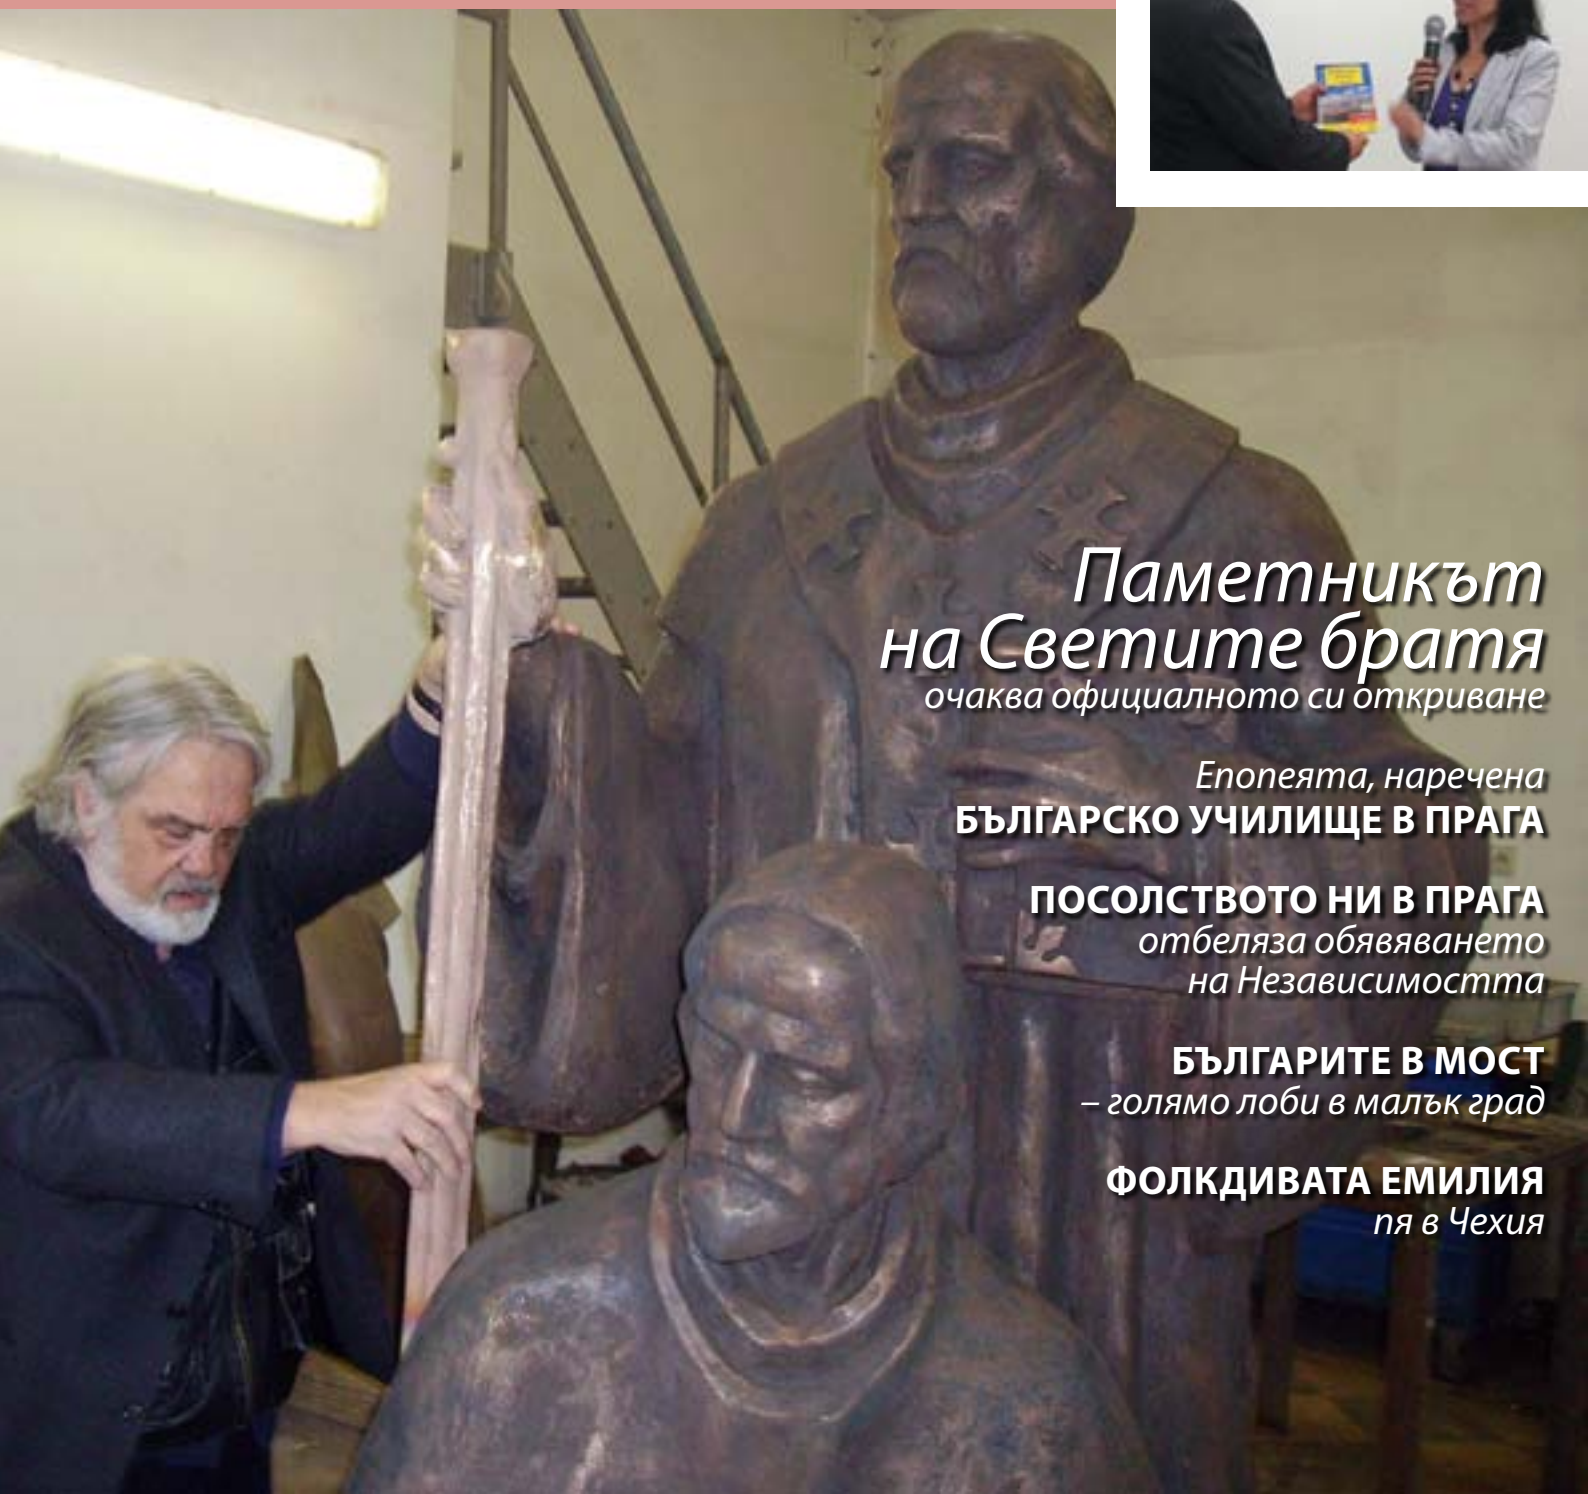 Паметникът
на Светите братя
очаква официалното си откриване
Епопеята, наречена
БЪЛГАРСКО УЧИЛИЩЕ В ПРАГА
ПОСОЛСТВОТО НИ В ПРАГА
отбеляза обявяването
на Независимостта
БЪЛГАРИТЕ В МОСТ
– голямо лоби в малък град
ФОЛКДИВАТА ЕМИЛИЯ
пя в Чехия